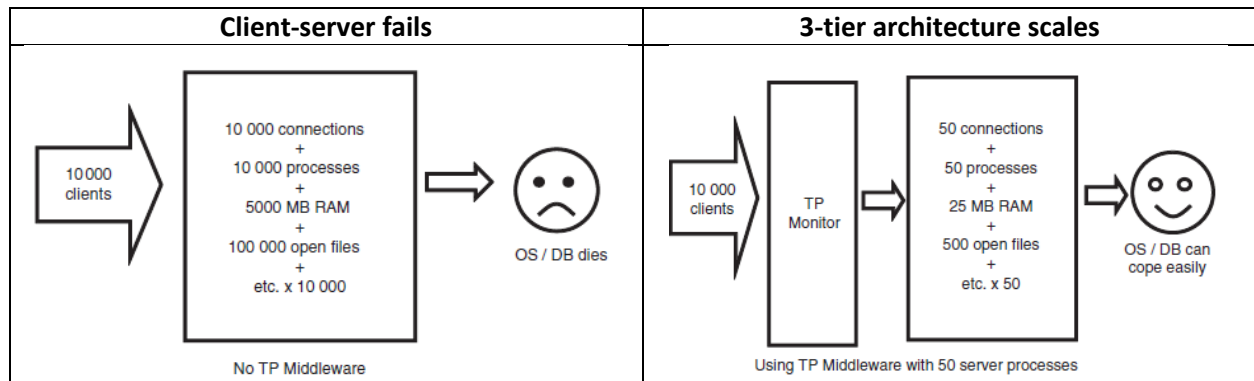 Client-server fails
3-tier architecture scales
10 000
clients
10 000 connections
+
10 000 processes
+
5000 MB RAM
+
100 000 open files
+
etc. x 10 000
OS / DB dies
No TP Middleware
10 000
clients
TP
Monitor
50 connections
+
50 processes
+
25 MB RAM
+
500 open files
+
etc. x 50
OS / DB can
cope easily
Using TP Middleware with 50 server processes